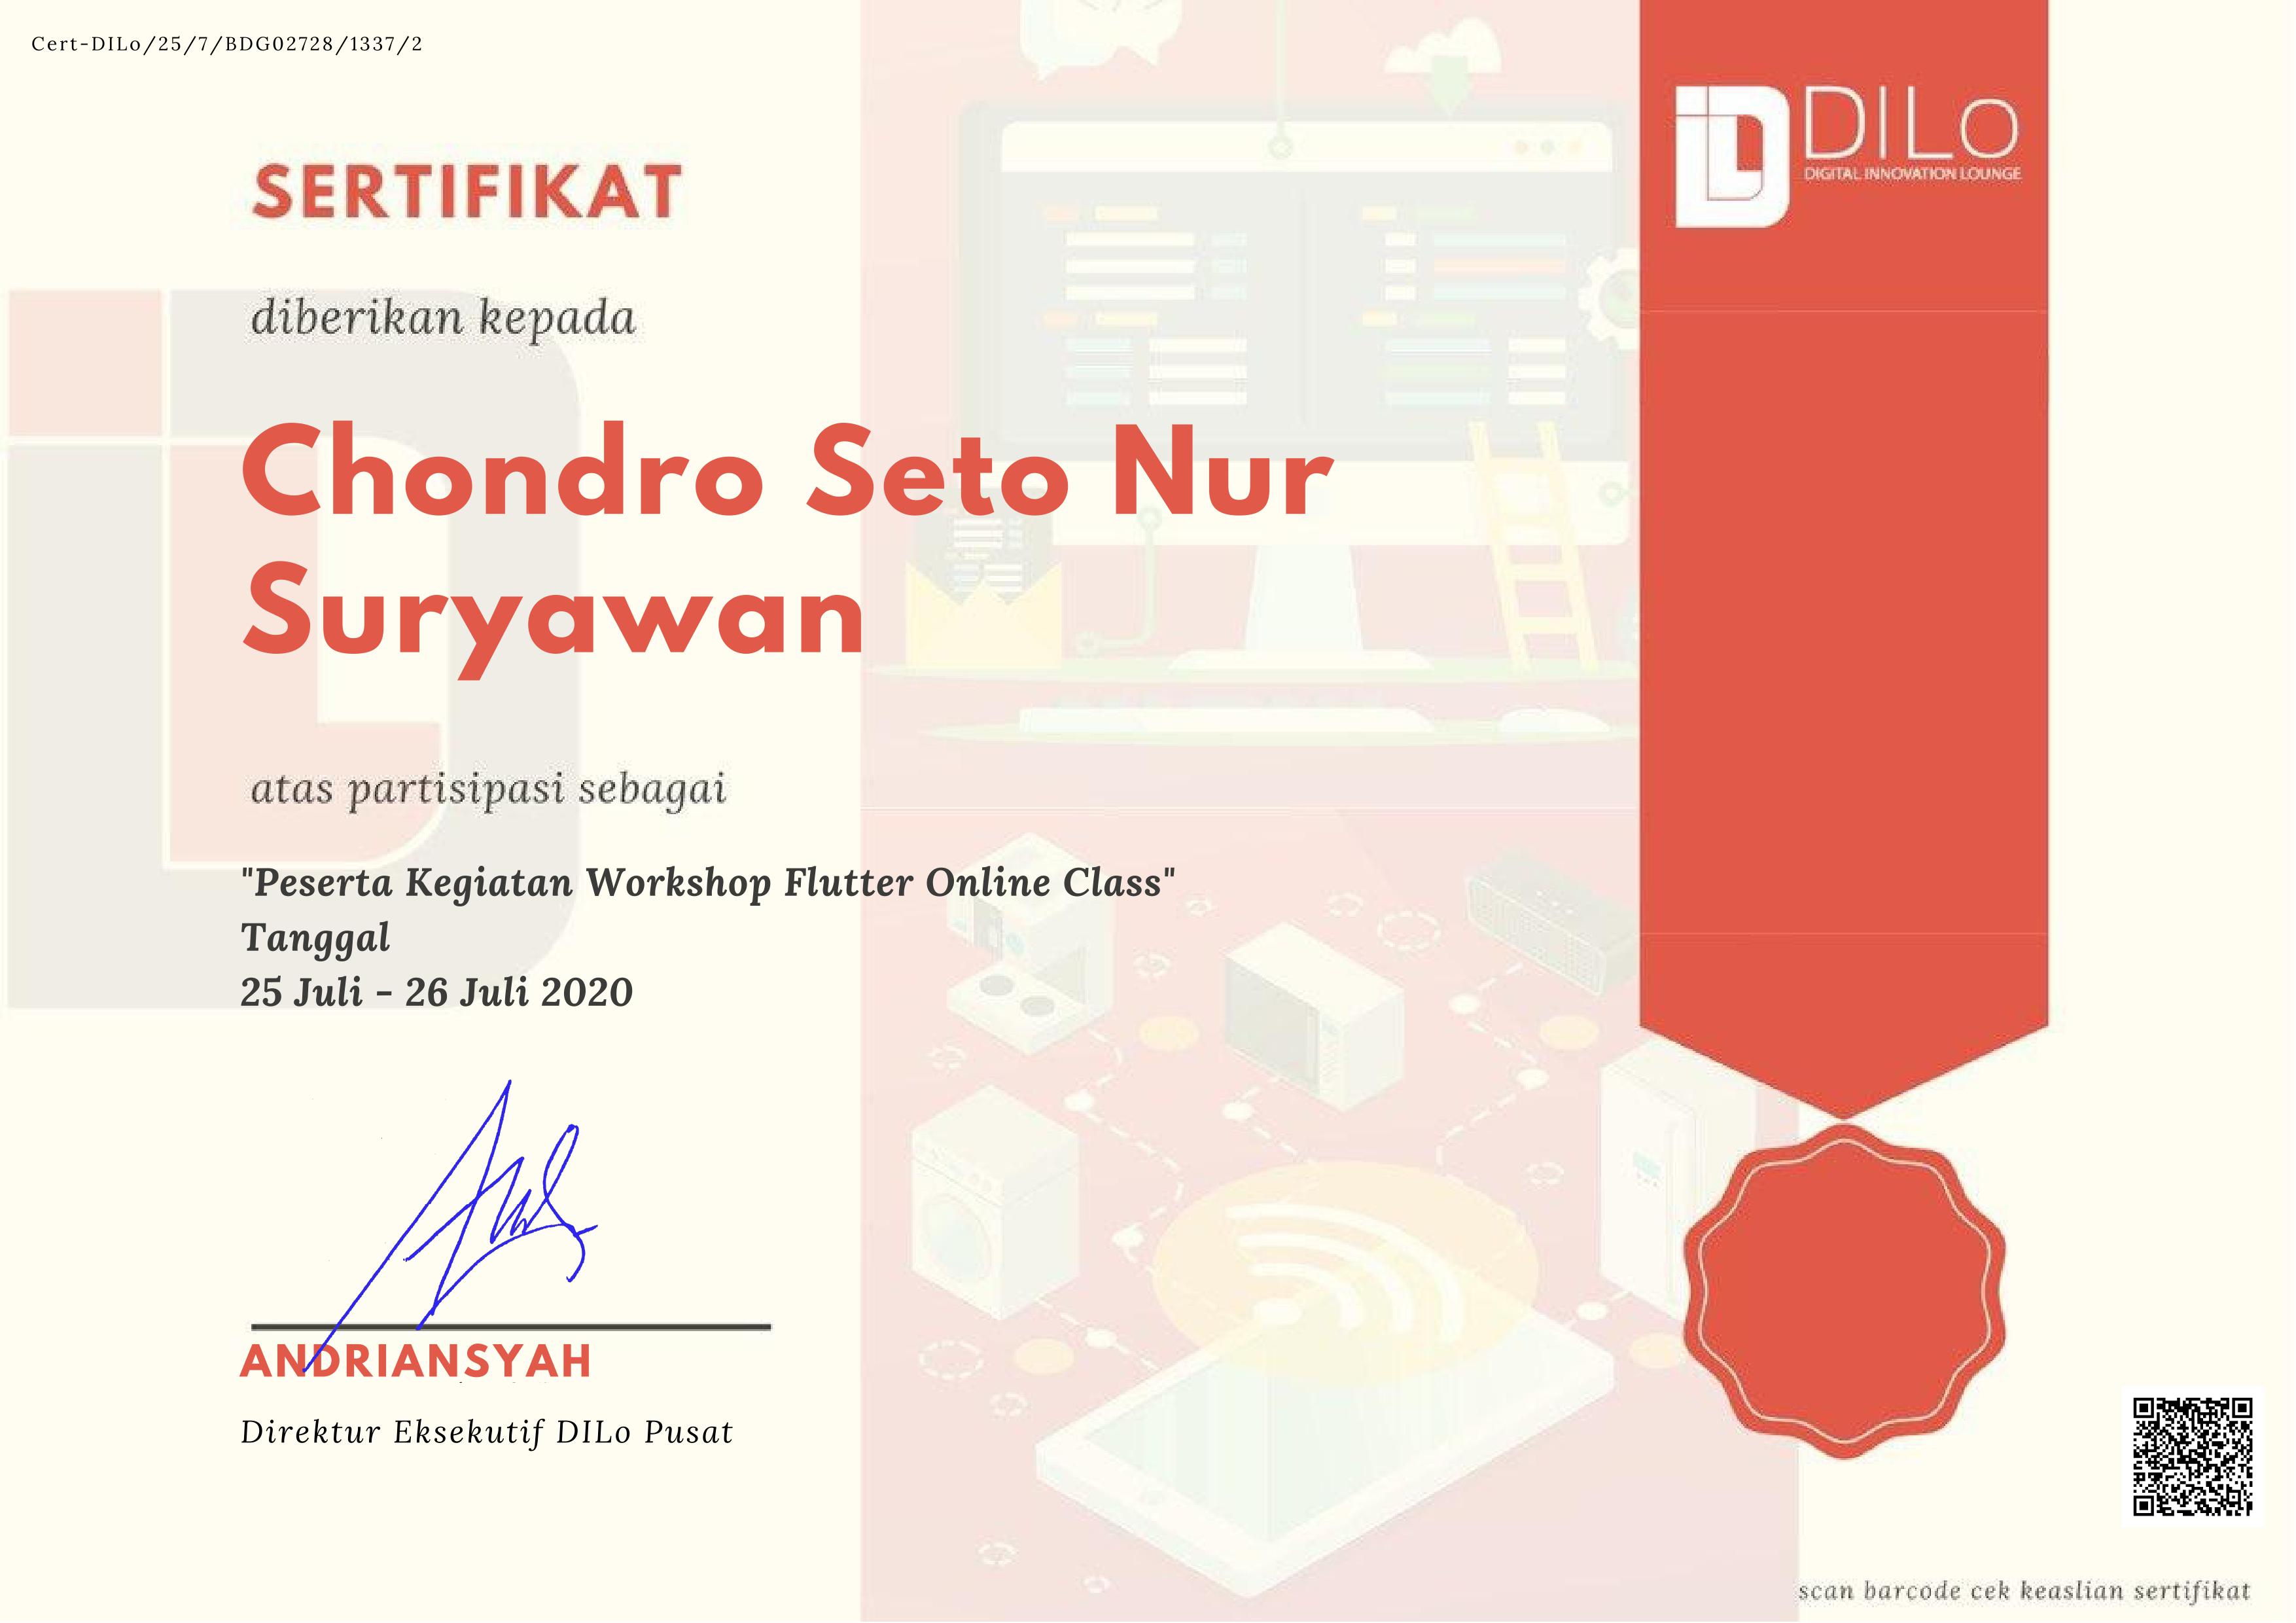 Cert-DILo/25/7/BDG02728/1337/2
DILo
DIGITAL INNOVATION LOUNGE
SERTIFIKAT
diberikan kepada
Chondro Seto Nur
Suryawan
atas partisipasi sebagai
"Peserta Kegiatan Workshop Flutter Online Class"
Tanggal
25 Juli - 26 Juli 2020
ANDRIANSYAH
Direktur Eksekutif DILo Pusat
scan barcode cek keaslian sertifikat